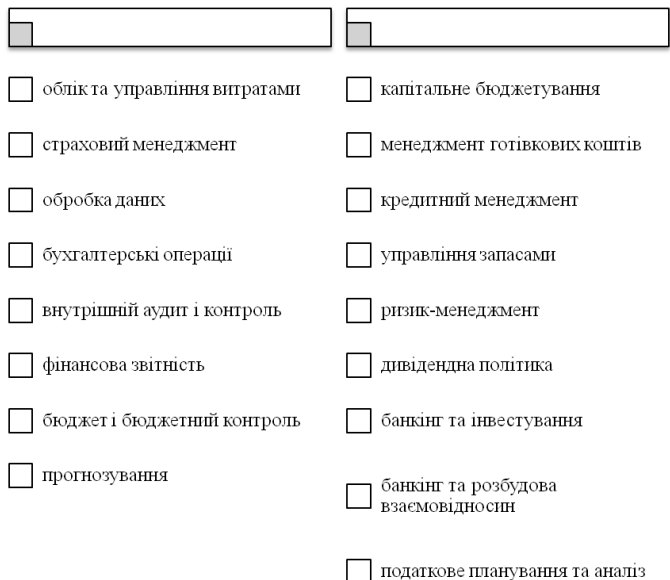 облік та управління витратами
страховий менеджмент
обробка даних
бухгалтерські операції
внутрішній аудит і контроль
фінансова звітність
бюджет і бюджетний контроль
прогнозування
капітальне бюджетування
менеджмент готівкових коштів
кредитний менеджмент
управління запасами
ризик-менеджмент
дивідендна політика
банкінг та інвестування
банкінг та розбудова
взаємовідносин
податкове планування та аналіз